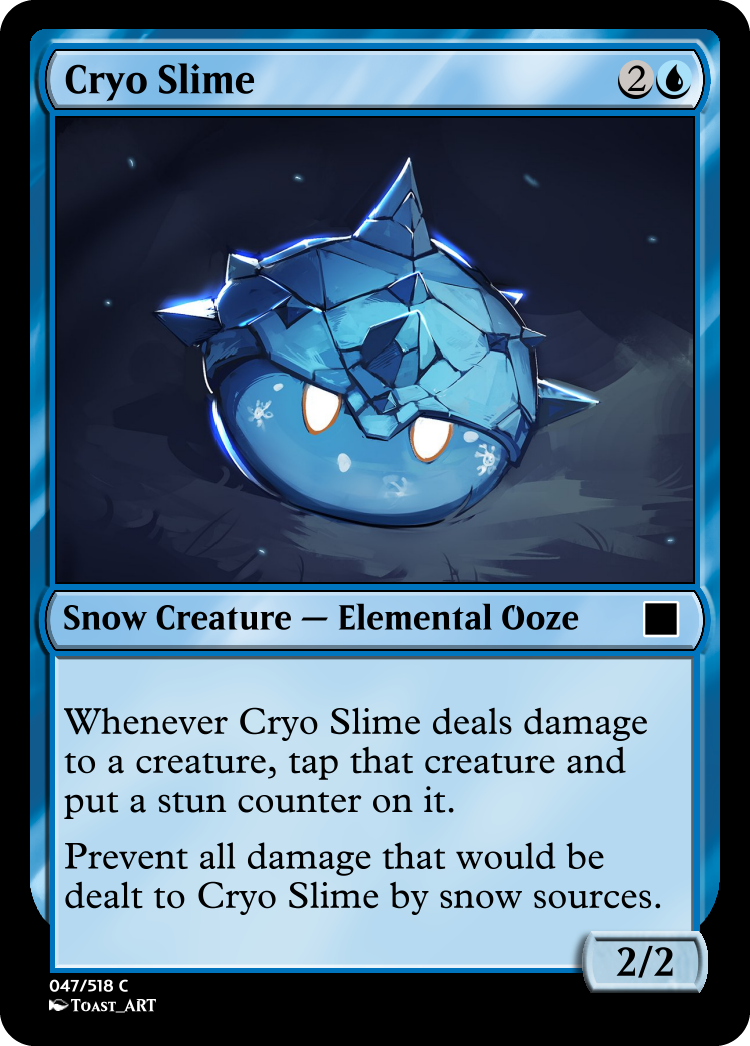 Cryo Slime 2
Snow Creature — Elemental Ooze
Whenever Cryo Slime deals damage
to a creature, tap that creature and
put a stun counter on it.
Prevent all damage that would be
dealt to Cryo Slime by snow sources.
2/2
047/518 C
Toast_ART